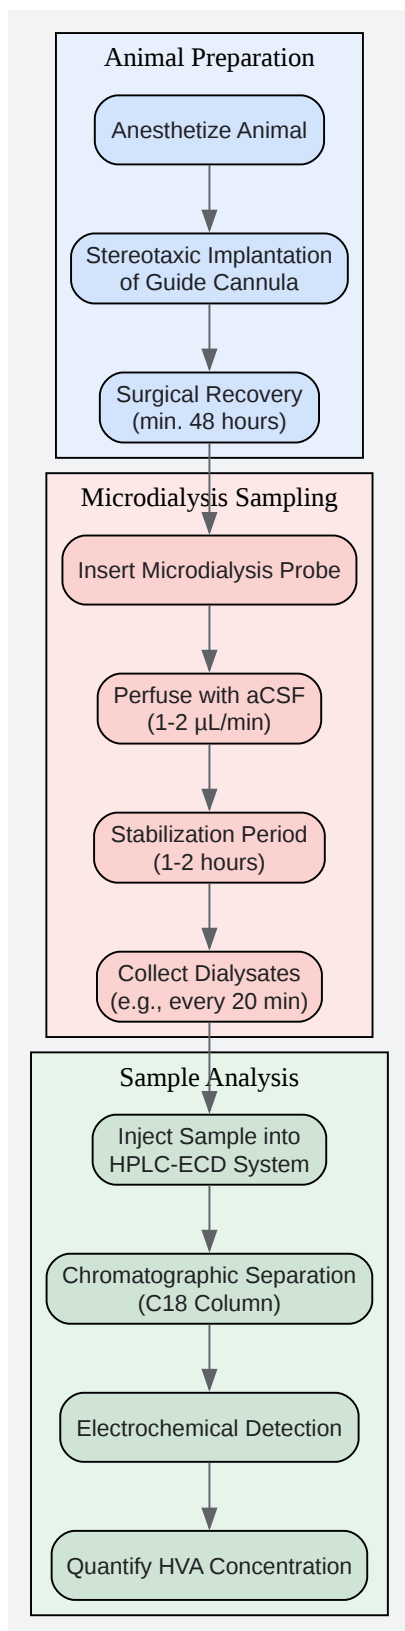 Animal Preparation
Anesthetize Animal
Stereotaxic Implantation
of Guide Cannula
Surgical Recovery
(min. 48 hours)
Microdialysis Sampling
Insert Microdialysis Probe
Perfuse with aCSF
(1-2 µL/min)
Stabilization Period
(1-2 hours)
Collect Dialysates
(e.g., every 20 min)
Sample Analysis
Inject Sample into
HPLC-ECD System
Chromatographic Separation
(C18 Column)
Electrochemical Detection
Quantify HVA Concentration